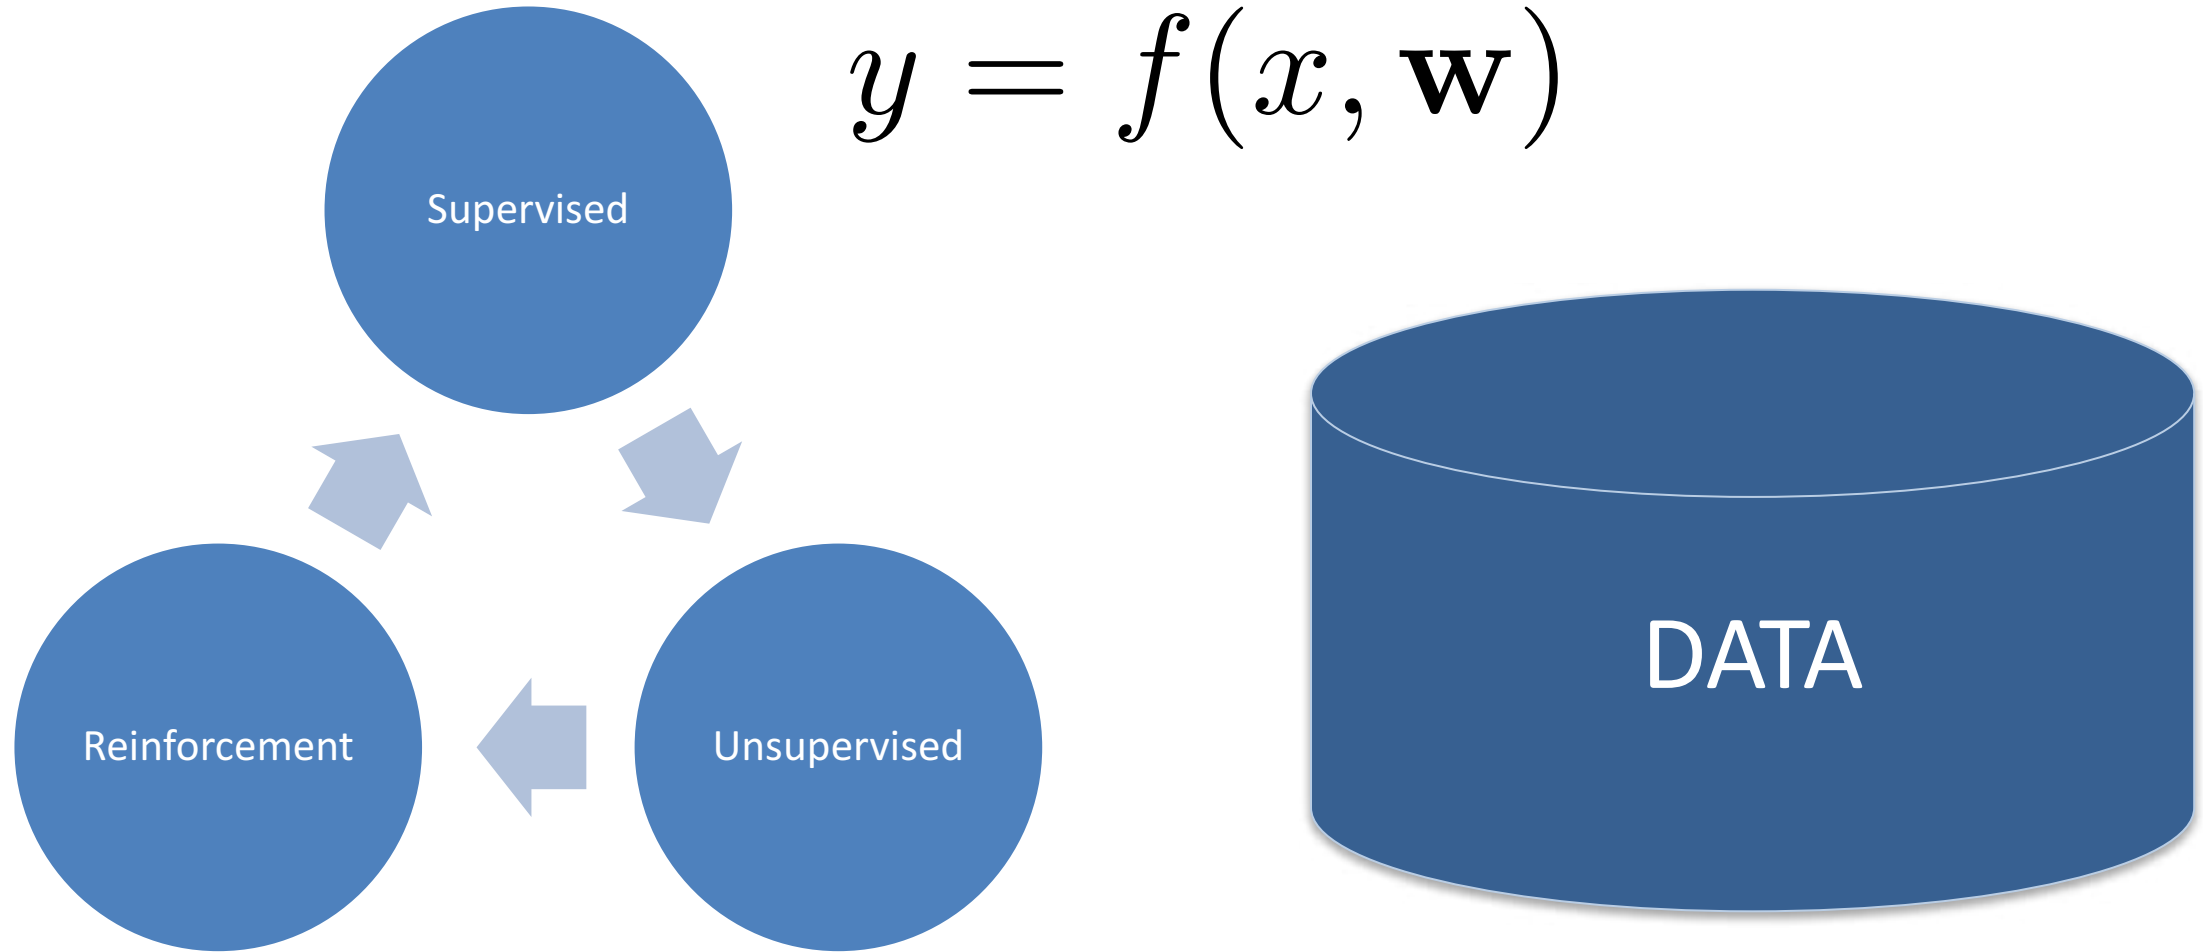 y = f(x, w)
Supervised
DATA
Reinforcement
Unsupervised